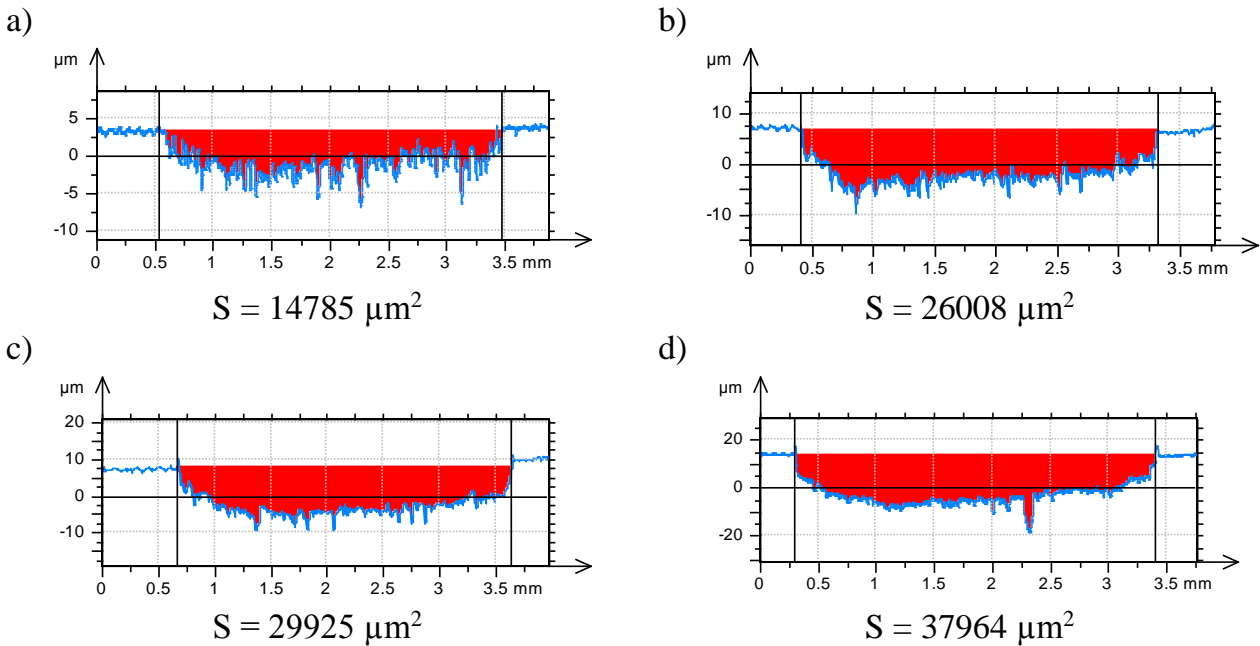 a)
µm
5
0
-5
-10
0 0.5 1 1.5 2 2.5 3 3.5 mm
S = 14785 µm²
b)
µm
10
0
-10
0 0.5 1 1.5 2 2.5 3 3.5 mm
S = 26008 µm²
c)
µm
20
10
0
-10
0 0.5 1 1.5 2 2.5 3 3.5 mm
S = 29925 µm²
d)
µm
20
0
-20
0 0.5 1 1.5 2 2.5 3 3.5 mm
S = 37964 µm²